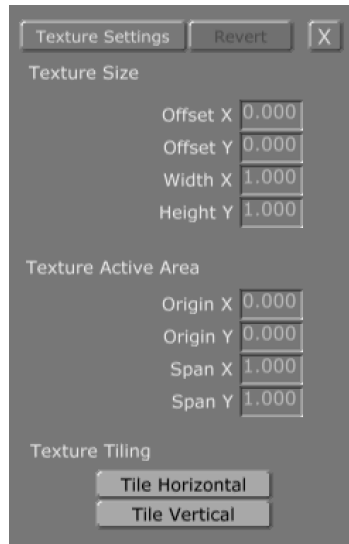 Texture Settings Revert X
Texture Size
Offset X 0.000
Offset Y 0.000
Width X 1.000
Height Y 1.000
Texture Active Area
Origin X 0.000
Origin Y 0.000
Span X 1.000
Span Y 1.000
Texture Tiling
Tile Horizontal
Tile Vertical